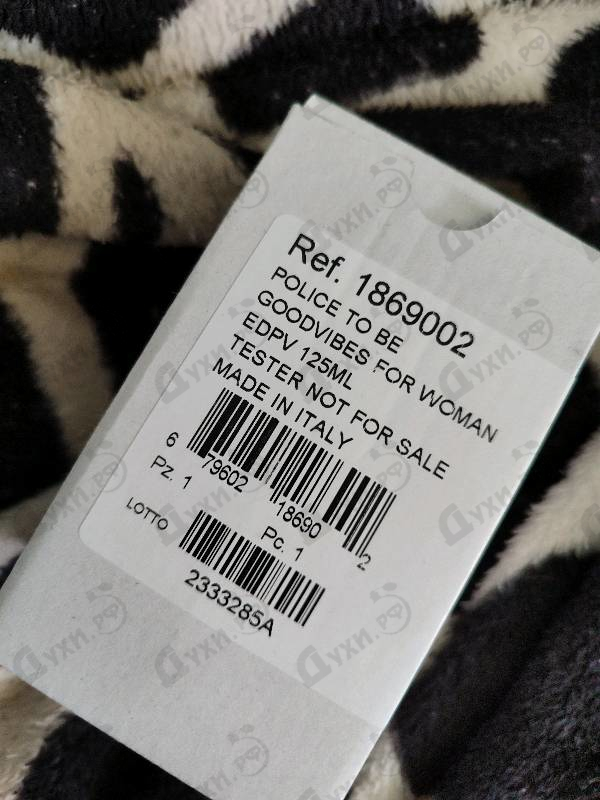 Ref. 1869002
POLICE TO BE
GOODVIBES FOR WOMAN
EDPV 125ML
TESTER NOT FOR SALE
MADE IN ITALY
6 79602 18690 2
Pz. 1 Pc. 1
LOTTO
2333285A
Духи.рф